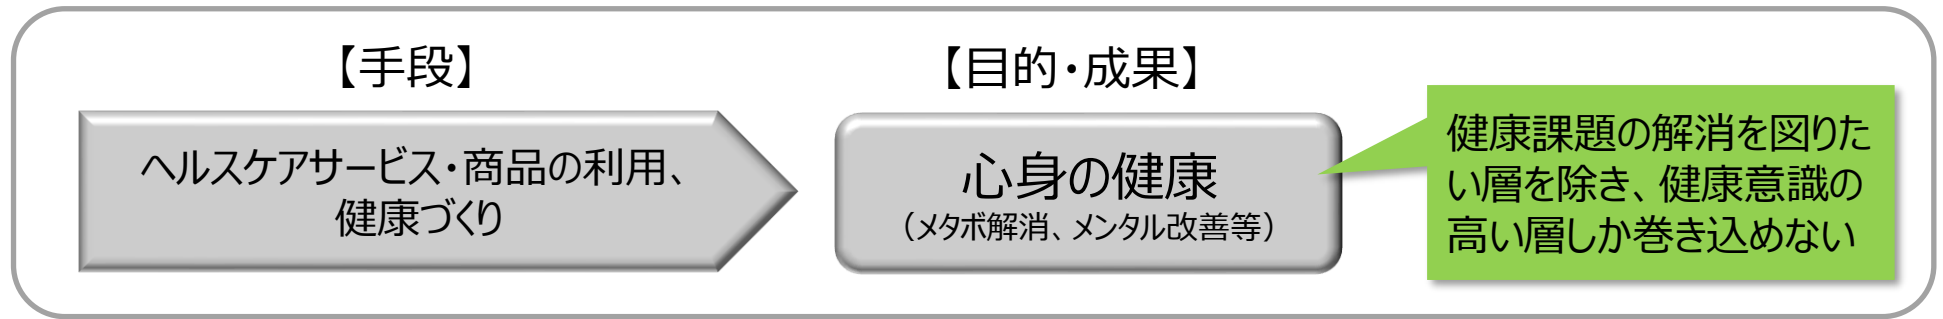 【手段】
ヘルスケアサービス・商品の利用、
健康づくり
【目的・成果】
心身の健康
（メタボ解消、メンタル改善等）
健康課題の解消を図りた
い層を除き、健康意識の
高い層しか巻き込めない